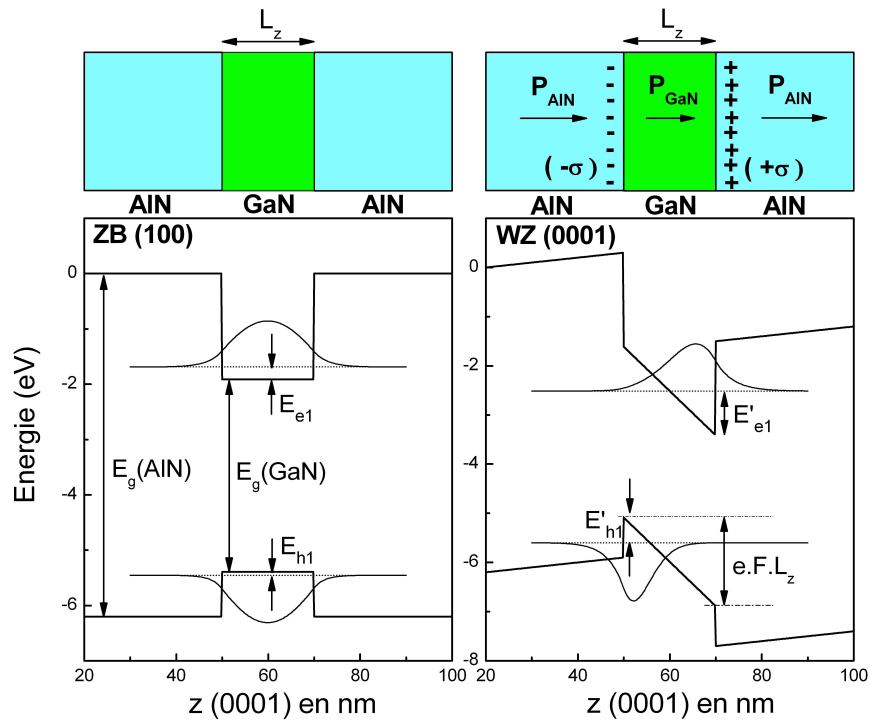 L_z
AlN GaN AlN
ZB (100)
Energie (eV)
0
-2
-4
-6
E_e1
E_g(AlN)
E_g(GaN)
E_h1
20 40 60 80 100
z (0001) en nm
L_z
P_AlN P_GaN P_AlN
- +
- +
- +
- +
- +
- +
- +
- +
(-σ) (+σ)
AlN GaN AlN
WZ (0001)
0
-2
-4
-6
-8
E'_e1
E'_h1
e.F.L_z
20 40 60 80 100
z (0001) en nm